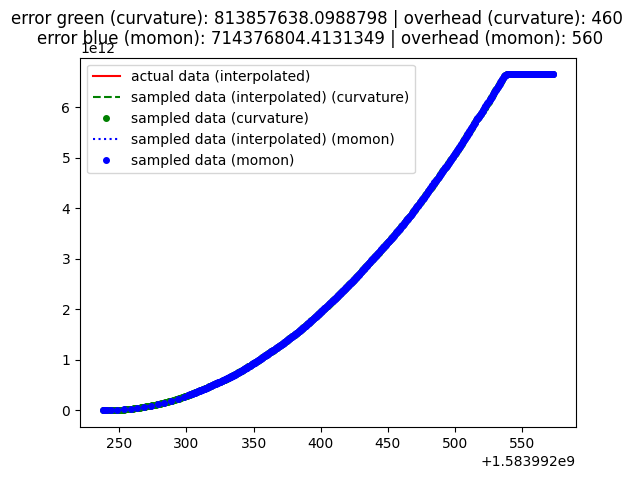 error green (curvature): 813857638.0988798 | overhead (curvature): 460
error blue (momon): 714376804.4131349 | overhead (momon): 560
1e12
actual data (interpolated)
sampled data (interpolated) (curvature)
sampled data (curvature)
sampled data (interpolated) (momon)
sampled data (momon)
6
5
4
3
2
1
0
250 300 350 400 450 500 550
+1.583992e9